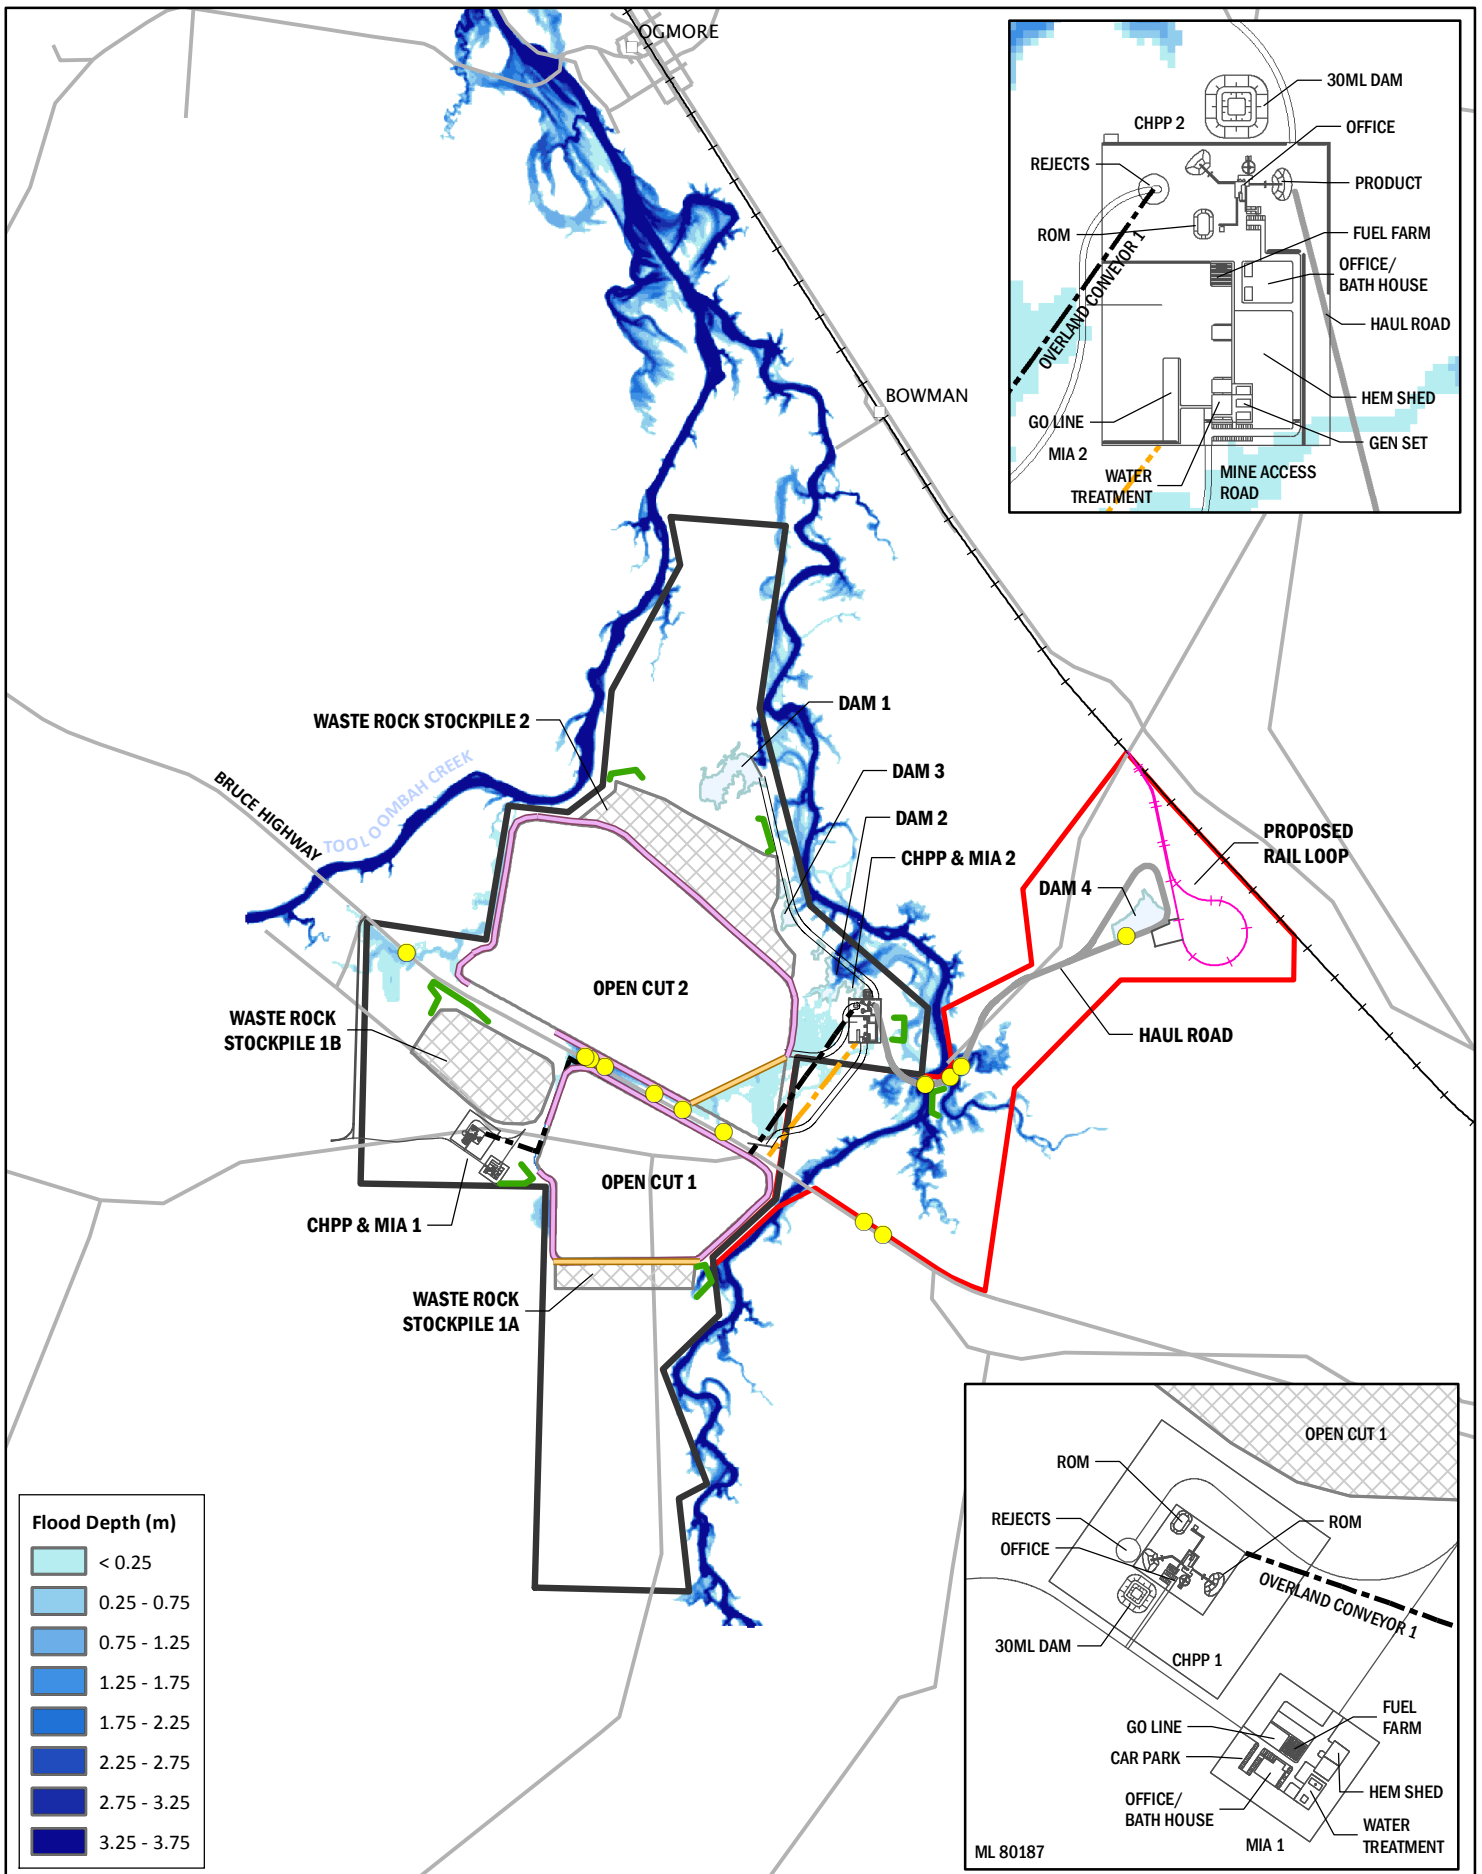 OGMORE
BOWMAN
30ML DAM
CHPP 2
OFFICE
REJECTS
PRODUCT
ROM
FUEL FARM
OFFICE/
BATH HOUSE
OVERLAND CONVEYOR 1
HAUL ROAD
HEM SHED
GO LINE
GEN SET
MIA 2
WATER
TREATMENT
MINE ACCESS
ROAD
WASTE ROCK STOCKPILE 2
DAM 1
BRUCE HIGHWAY
TOOLOOMBAH CREEK
DAM 3
DAM 2
CHPP & MIA 2
PROPOSED
RAIL LOOP
DAM 4
OPEN CUT 2
WASTE ROCK
STOCKPILE 1B
HAUL ROAD
OPEN CUT 1
CHPP & MIA 1
WASTE ROCK
STOCKPILE 1A
OPEN CUT 1
ROM
REJECTS
ROM
OFFICE
OVERLAND CONVEYOR 1
30ML DAM
CHPP 1
GO LINE
FUEL
FARM
CAR PARK
OFFICE/
BATH HOUSE
HEM SHED
WATER
TREATMENT
MIA 1
ML 80187
Flood Depth (m)
< 0.25
0.25 - 0.75
0.75 - 1.25
1.25 - 1.75
1.75 - 2.25
2.25 - 2.75
2.75 - 3.25
3.25 - 3.75